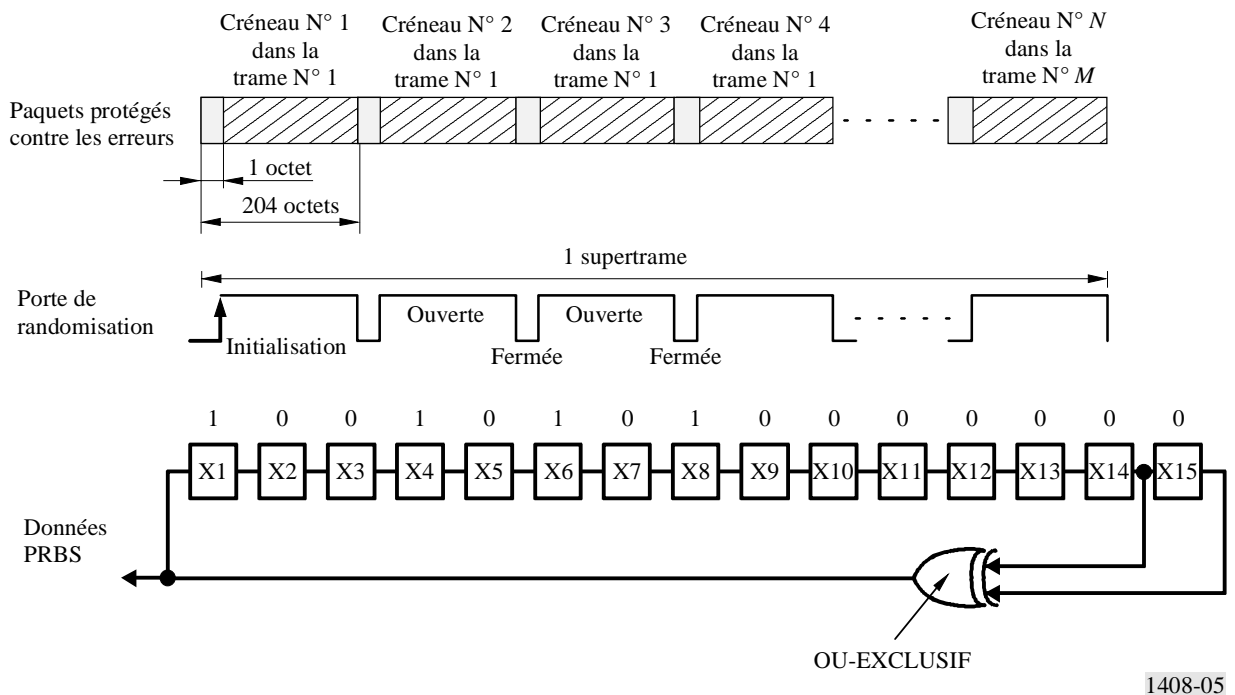 Créneau N° 1
dans la
trame N° 1
Créneau N° 2
dans la
trame N° 1
Créneau N° 3
dans la
trame N° 1
Créneau N° 4
dans la
trame N° 1
Créneau N° N
dans la
trame N° M
Paquets protégés
contre les erreurs
1 octet
204 octets
1 supertrame
Porte de
randomisation
Initialisation
Ouverte
Fermée
Ouverte
Fermée
1 0 0 1 0 1 0 1 0 0 0 0 0 0 0
X1 X2 X3 X4 X5 X6 X7 X8 X9 X10 X11 X12 X13 X14 X15
Données
PRBS
OU-EXCLUSIF
1408-05